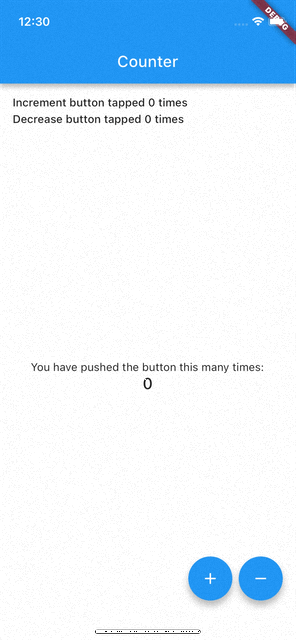 12:30
DEBUG
Counter
Increment button tapped 0 times
Decrease button tapped 0 times
You have pushed the button this many times:
0
+ −